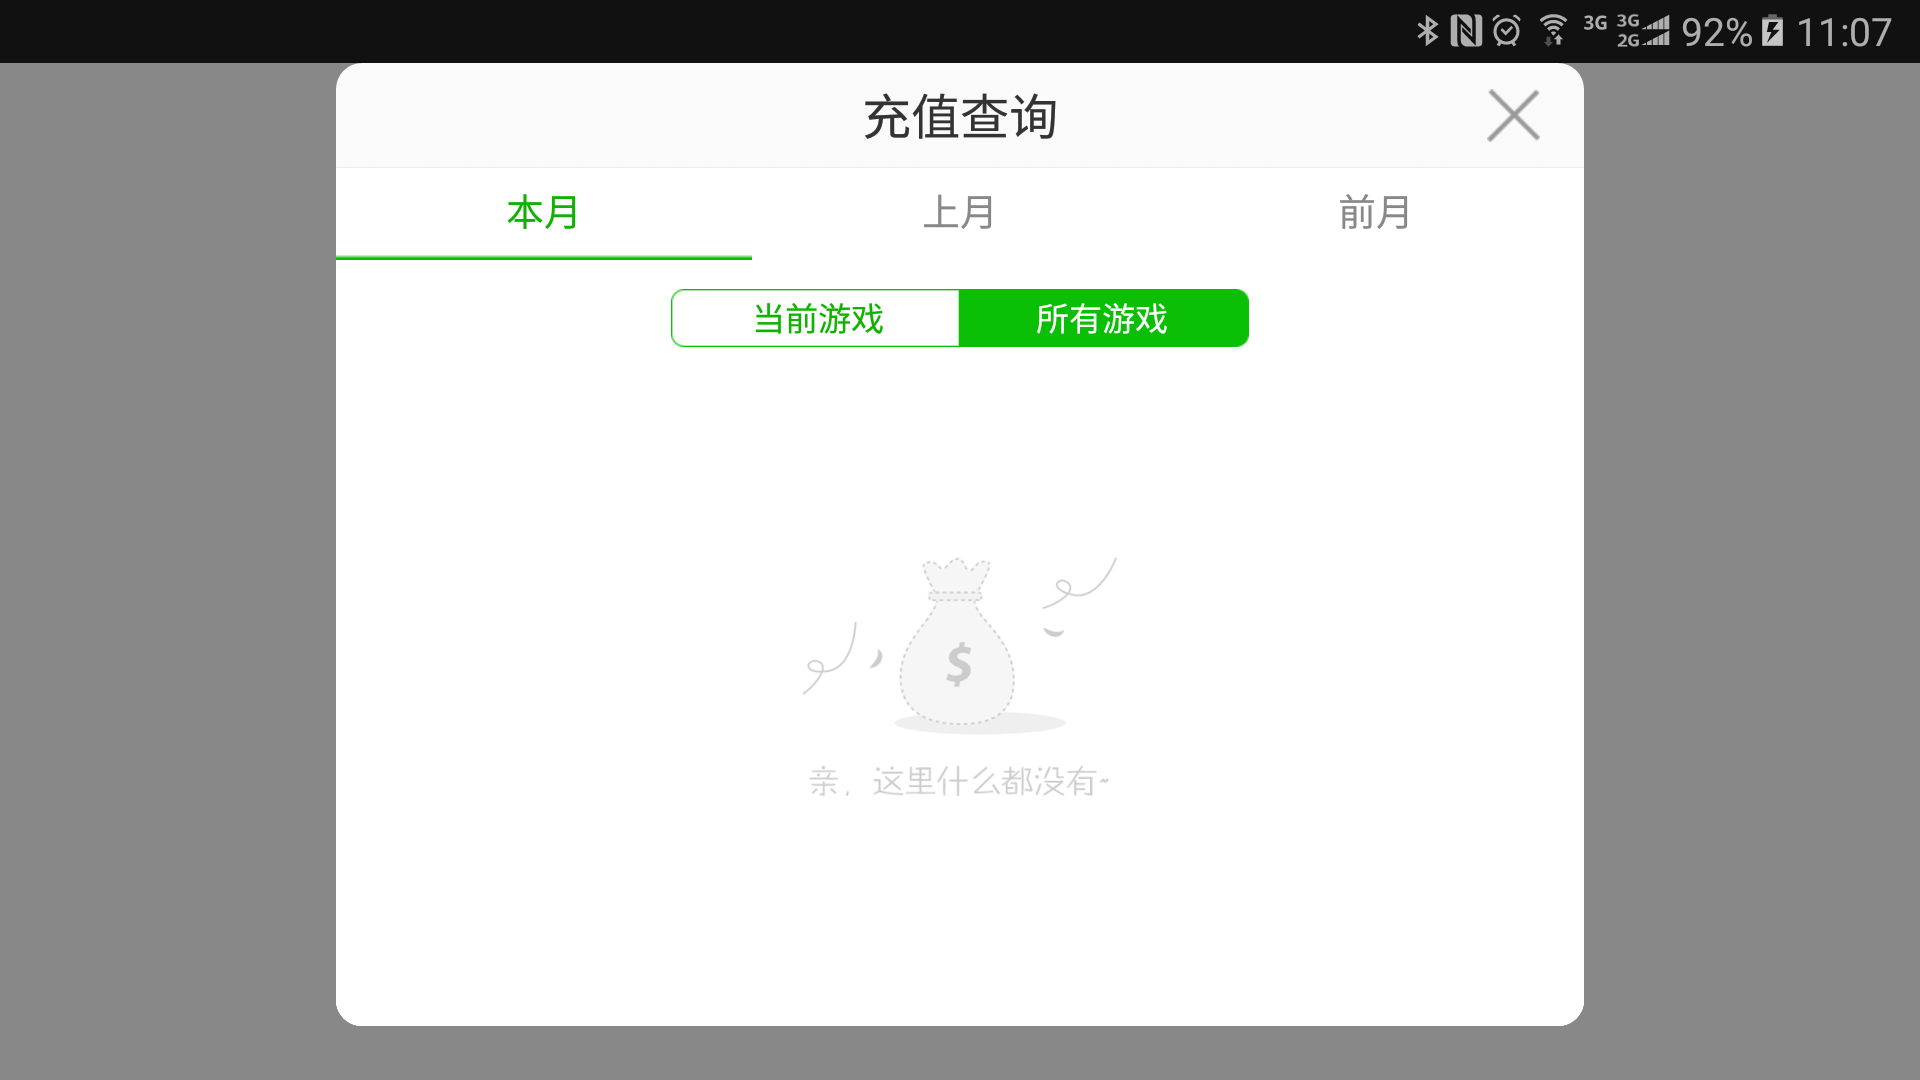 3G 3G 2G 92% 11:07
充值查询
本月 上月 前月
当前游戏 所有游戏
$
亲，这里什么都没有~